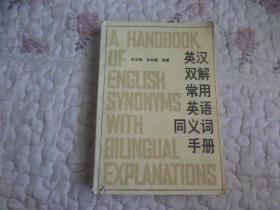 A HANDBOOK
OF
ENGLISH
SYNONYMS
WITH
BILINGUAL
EXPLANATIONS
英汉
双解
常用
英语
同义词
手册